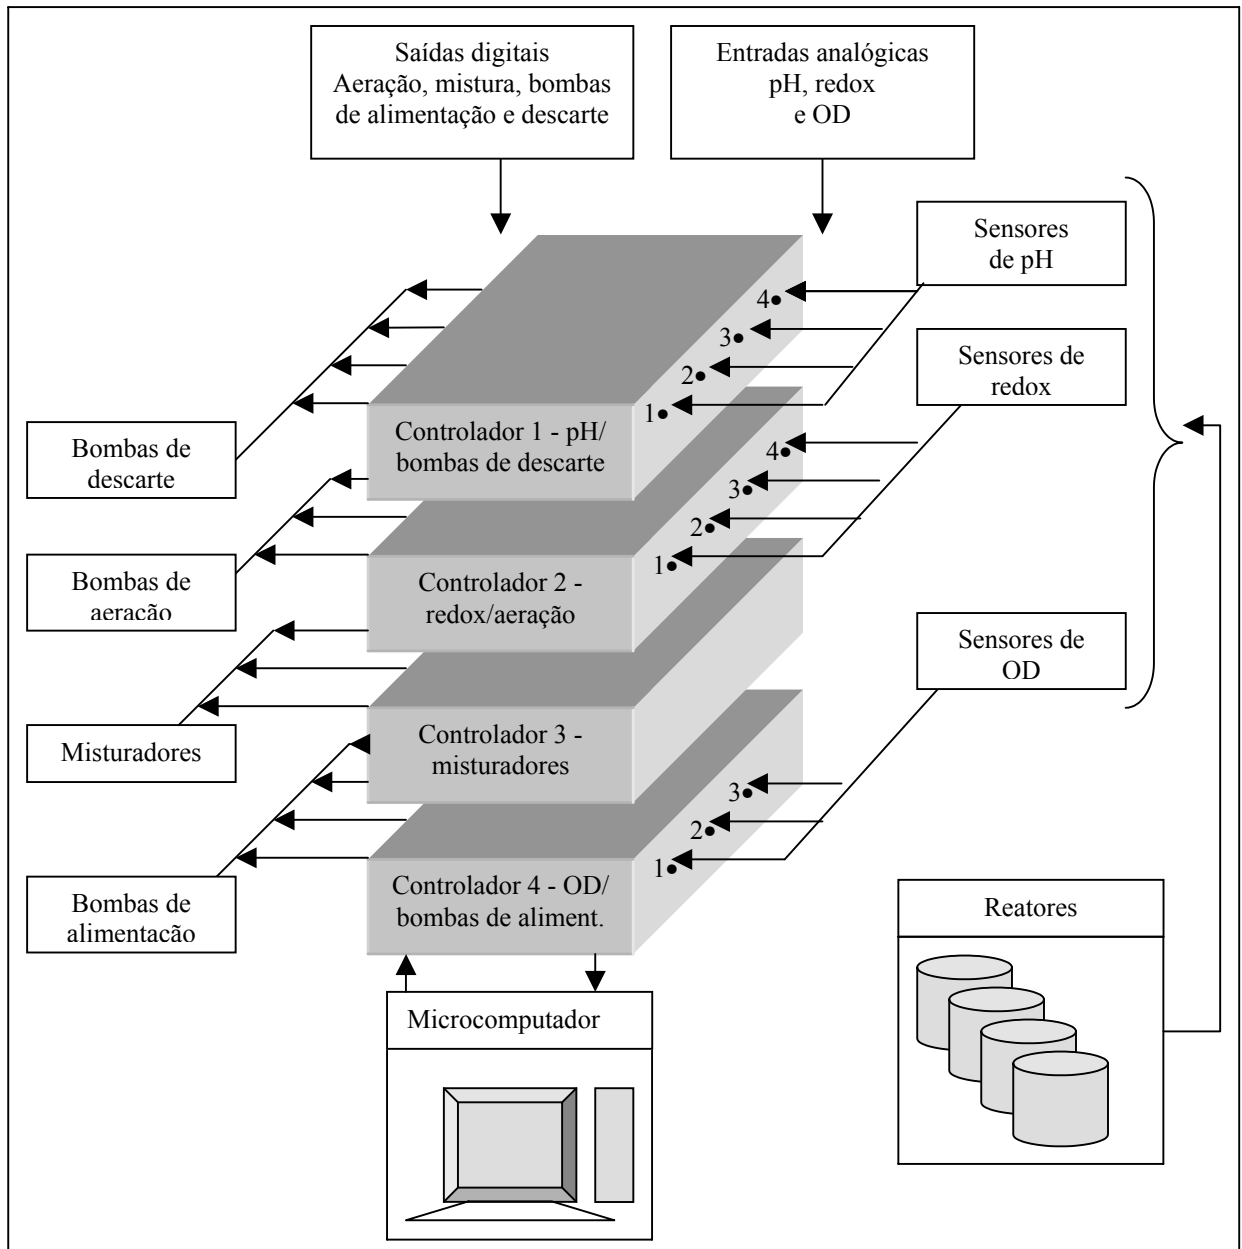 Saídas digitais
Aeração, mistura, bombas
de alimentação e descarte
Entradas analógicas
pH, redox
e OD
Sensores
de pH
4
3
2
1
Sensores de
redox
Controlador 1 - pH/
bombas de descarte
Bombas de
descarte
4
3
2
1
Bombas de
aeração
Controlador 2 -
redox/aeração
Sensores de
OD
Misturadores
Controlador 3 -
misturadores
3
2
1
Controlador 4 - OD/
bombas de aliment.
Bombas de
alimentacão
Reatores
Microcomputador